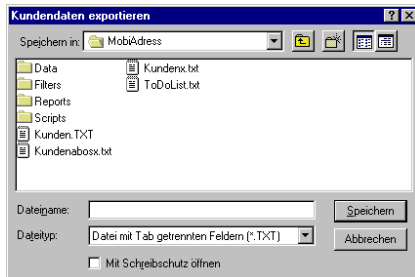 Kundendaten exportieren
Speichern in: MobiAdress
Data
Filters
Reports
Scripts
Kunden.TXT
Kundenabosx.txt
Kundenx.txt
ToDoList.txt
Dateiname:
Speichern
Dateityp: Datei mit Tab getrennten Feldern (*.TXT)
Abbrechen
Mit Schreibschutz öffnen